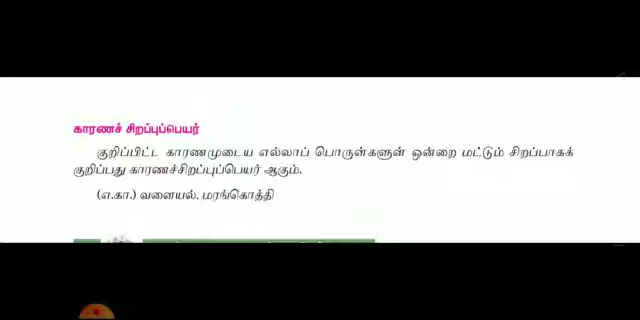 காரணச் சிறப்புப்பெயர்
குறிப்பிட்ட காரணமுடைய எல்லாப் பொருள்களுள் ஒன்றை மட்டும் சிறப்பாகக்
குறிப்பது காரணச்சிறப்புப்பெயர் ஆகும்.
(எ.கா.) வளையல், மரங்கொத்தி